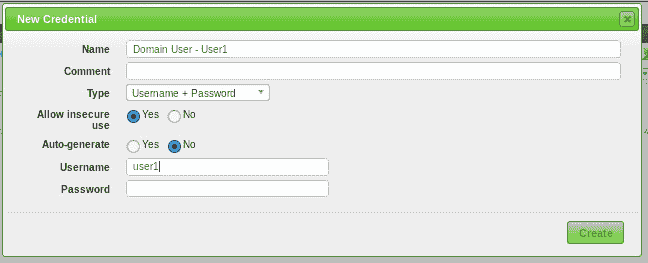 New Credential
Name Domain User - User1
Comment
Type Username + Password
Allow insecure use Yes No
Auto-generate Yes No
Username user1
Password
Create